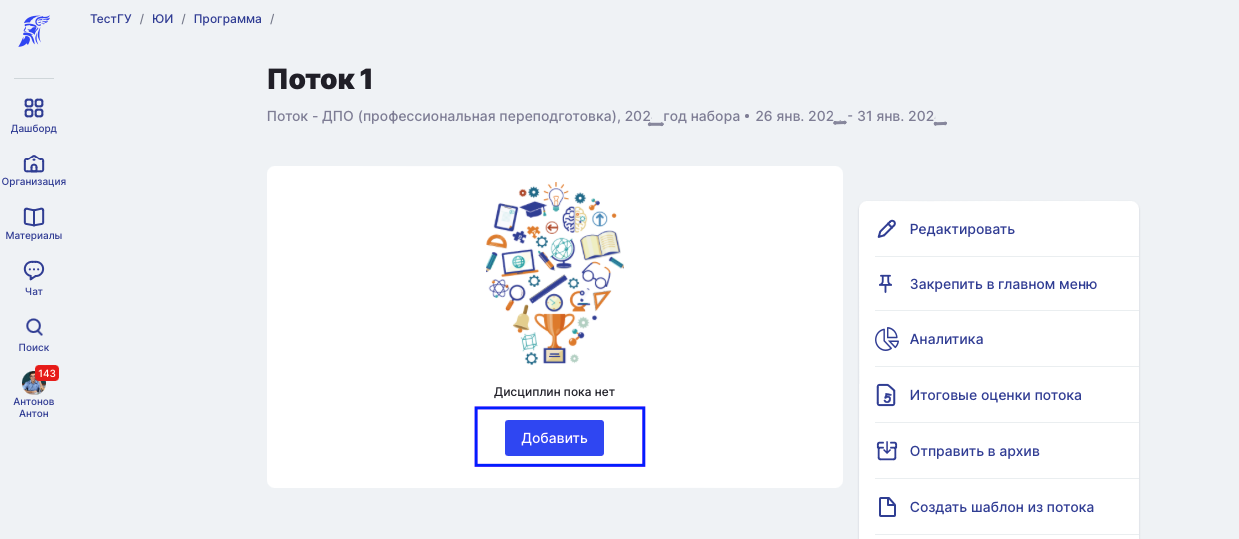 ТестГУ / ЮИ / Программа /
Поток 1
Поток - ДПО (профессиональная переподготовка), 202_ год набора • 26 янв. 202_ - 31 янв. 202_
Дашборд
Организация
Материалы
Чат
Поиск
143
Антонов
Антон
Дисциплин пока нет
Добавить
Редактировать
Закрепить в главном меню
Аналитика
5
Итоговые оценки потока
Отправить в архив
Создать шаблон из потока